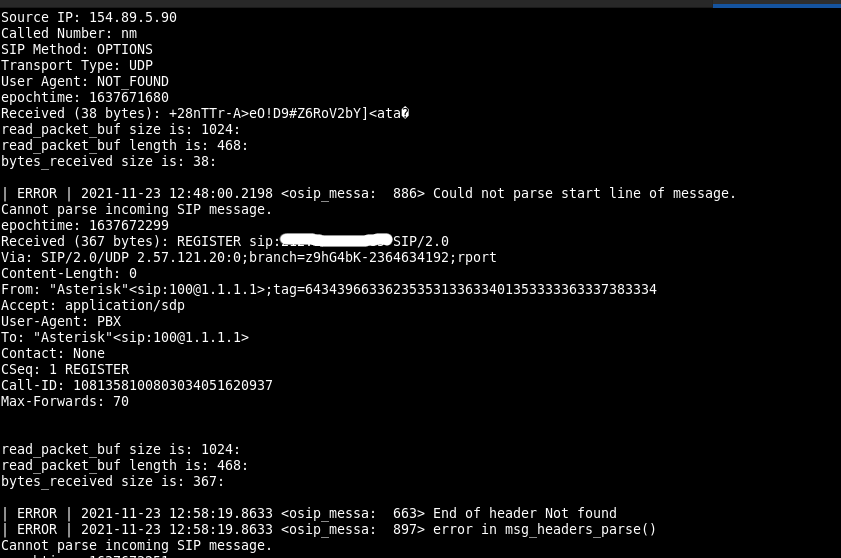 Source IP: 154.89.5.90
Called Number: nm
SIP Method: OPTIONS
Transport Type: UDP
User Agent: NOT_FOUND
epochtime: 1637671680
Received (38 bytes): +28nTTr-A>eO!D9#Z6RoV2bY]<ata�
read_packet_buf size is: 1024:
read_packet_buf length is: 468:
bytes_received size is: 38:
| ERROR | 2021-11-23 12:48:00.2198 <osip_messa:  886> Could not parse start line of message.
Cannot parse incoming SIP message.
epochtime: 1637672299
Received (367 bytes): REGISTER sip: SIP/2.0
Via: SIP/2.0/UDP 2.57.121.20:0;branch=z9hG4bK-2364634192;rport
Content-Length: 0
From: "Asterisk"<sip:100@1.1.1.1>;tag=64343966336235353133633401353333363337383334
Accept: application/sdp
User-Agent: PBX
To: "Asterisk"<sip:100@1.1.1.1>
Contact: None
CSeq: 1 REGISTER
Call-ID: 1081358100803034051620937
Max-Forwards: 70
read_packet_buf size is: 1024:
read_packet_buf length is: 468:
bytes_received size is: 367:
| ERROR | 2021-11-23 12:58:19.8633 <osip_messa:  663> End of header Not found
| ERROR | 2021-11-23 12:58:19.8633 <osip_messa:  897> error in msg_headers_parse()
Cannot parse incoming SIP message.